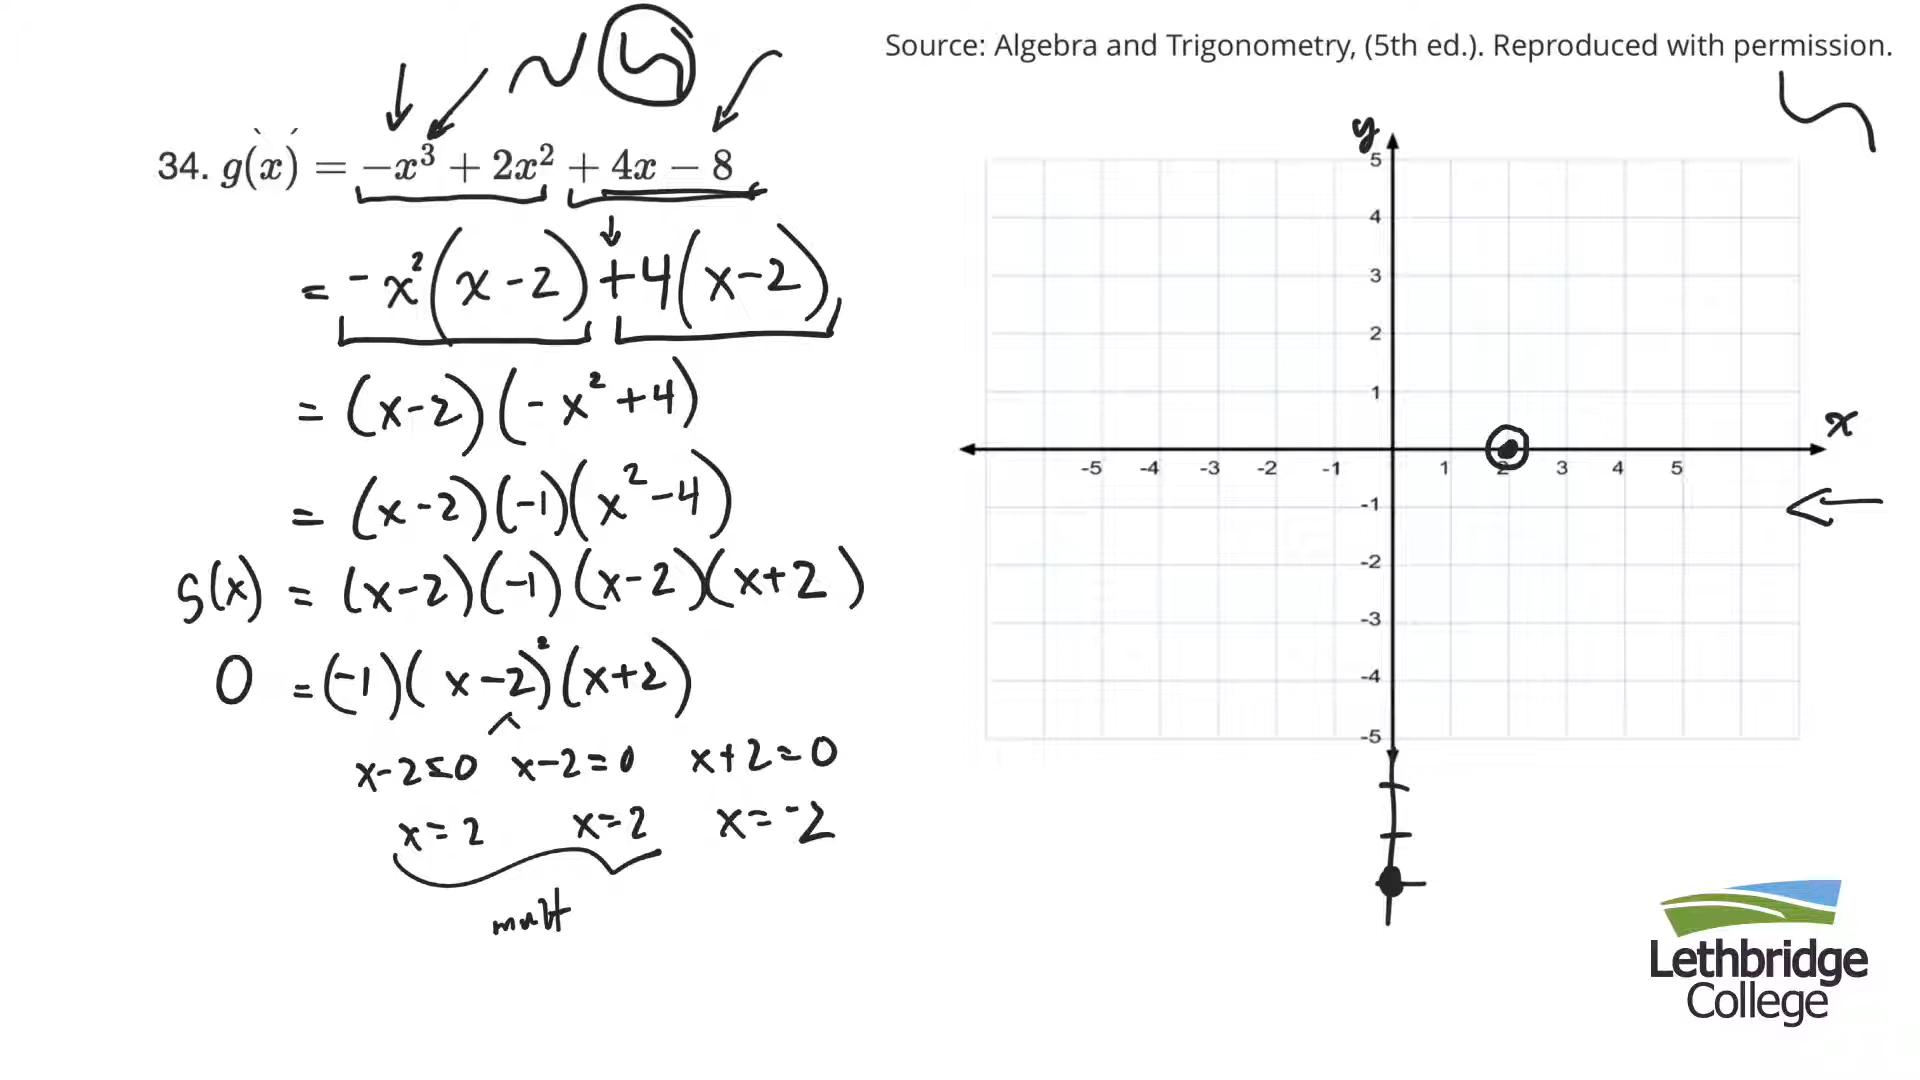 Source: Algebra and Trigonometry, (5th ed.). Reproduced with permission.
34. g(x) = −x³ + 2x² + 4x − 8
= -x²(x-2)+4(x-2)
= (x-2)(-x²+4)
= (x-2)(-1)(x²-4)
g(x) = (x-2)(-1)(x-2)(x+2)
0 = (-1)(x-2)²(x+2)
x-2=0 x-2=0 x+2=0
x=2 x=2 x=-2
mult
y
5
4
3
2
1
x
-5 -4 -3 -2 -1 1 2 3 4 5
-1
-2
-3
-4
-5
Lethbridge
College